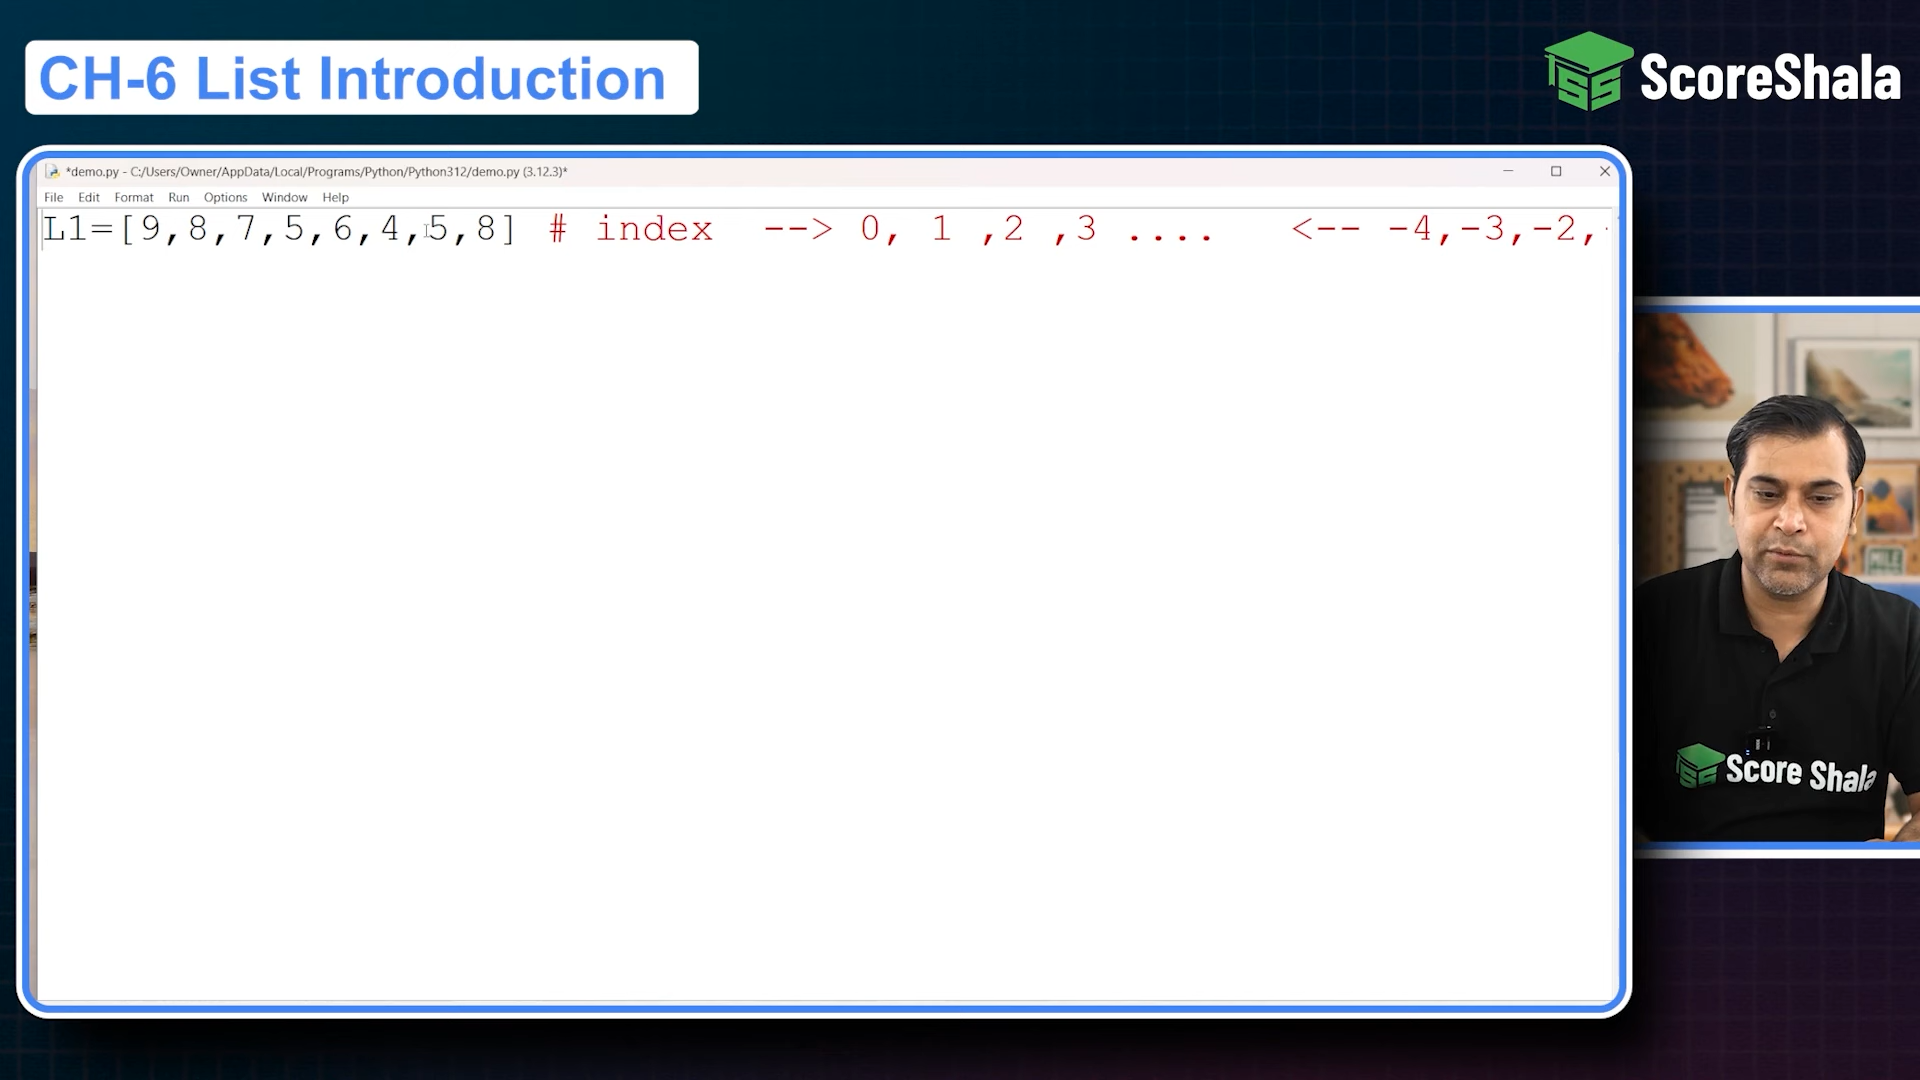 CH-6 List Introduction
ScoreShala
*demo.py - C:/Users/Owner/AppData/Local/Programs/Python/Python312/demo.py (3.12.3)*
File Edit Format Run Options Window Help
L1=[9,8,7,5,6,4,5,8] # index --> 0, 1 ,2 ,3 .... <-- -4,-3,-2,
Score Shala